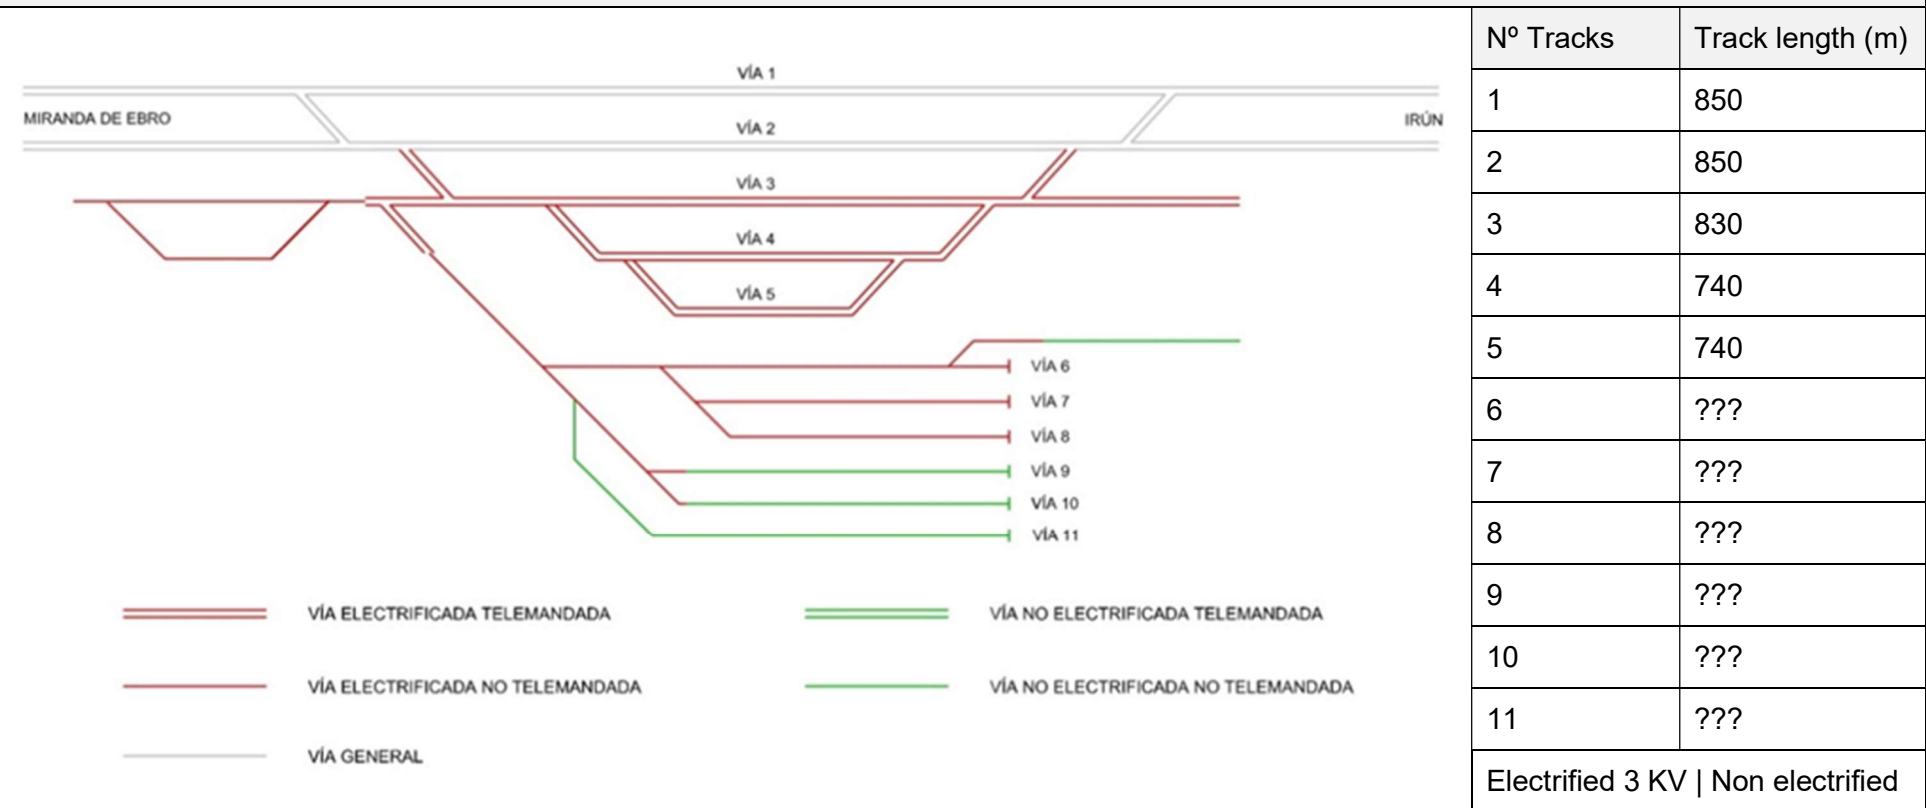 VÍA 1
MIRANDA DE EBRO
IRÚN
VÍA 2
VÍA 3
VÍA 4
VÍA 5
VÍA 6
VÍA 7
VÍA 8
VÍA 9
VÍA 10
VÍA 11
VÍA ELECTRIFICADA TELEMANDADA
VÍA NO ELECTRIFICADA TELEMANDADA
VÍA ELECTRIFICADA NO TELEMANDADA
VÍA NO ELECTRIFICADA NO TELEMANDADA
VÍA GENERAL
Nº Tracks Track length (m)
1 850
2 850
3 830
4 740
5 740
6 ???
7 ???
8 ???
9 ???
10 ???
11 ???
Electrified 3 KV | Non electrified